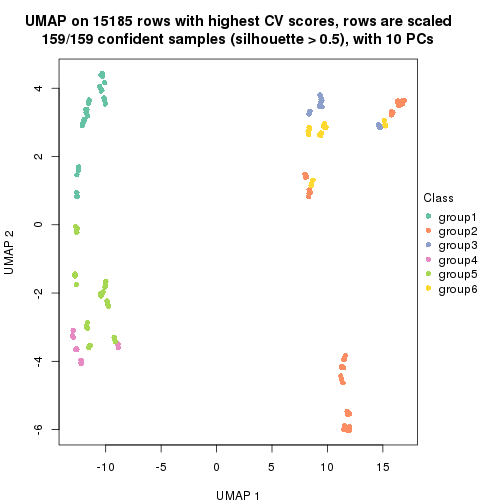 UMAP on 15185 rows with highest CV scores, rows are scaled
159/159 confident samples (silhouette > 0.5), with 10 PCs
4
2
0
-2
-4
-6
UMAP 2
-10
-5
0
5
10
15
UMAP 1
Class
group1
group2
group3
group4
group5
group6